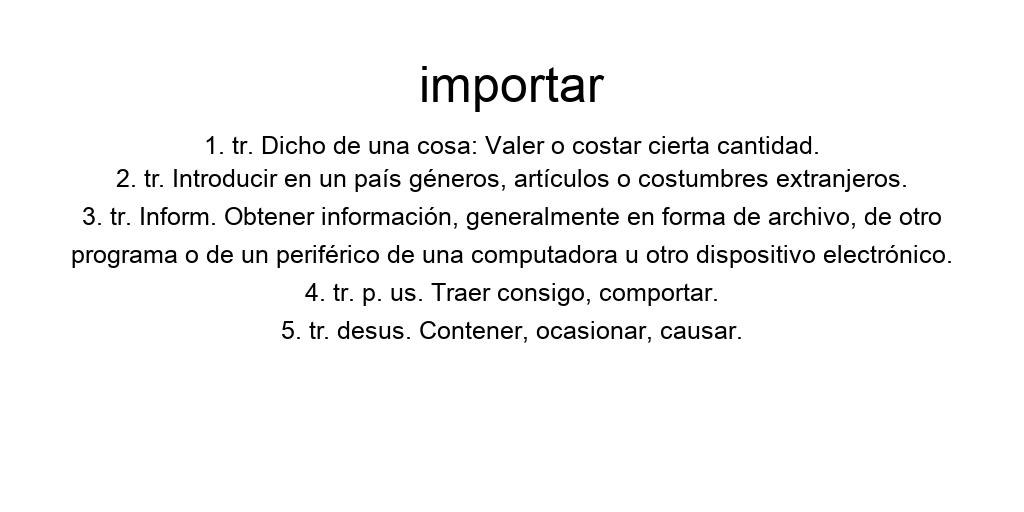 importar
1. tr. Dicho de una cosa: Valer o costar cierta cantidad.
2. tr. Introducir en un país géneros, artículos o costumbres extranjeros.
3. tr. Inform. Obtener información, generalmente en forma de archivo, de otro
programa o de un periférico de una computadora u otro dispositivo electrónico.
4. tr. p. us. Traer consigo, comportar.
5. tr. desus. Contener, ocasionar, causar.